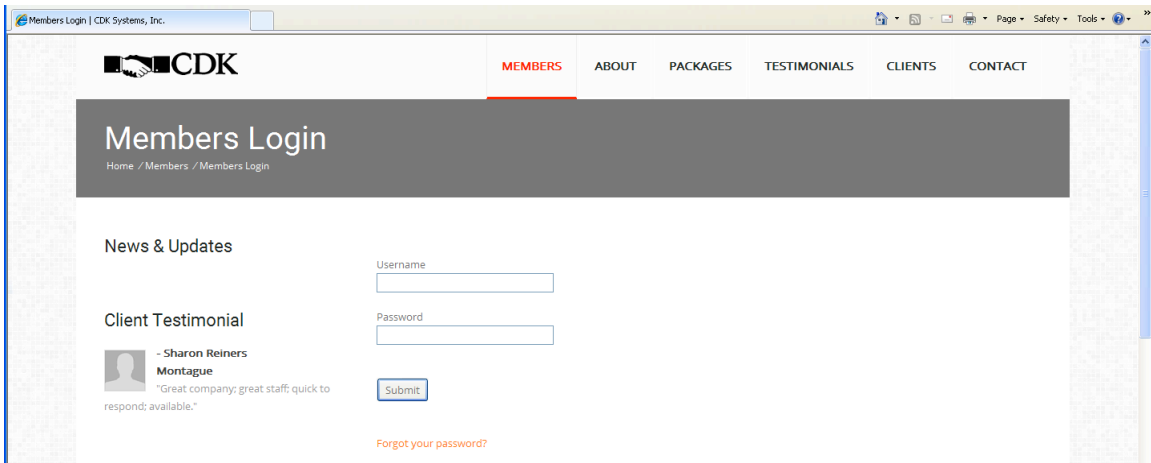 Members Login | CDK Systems, Inc.
Page Safety Tools
CDK
MEMBERS ABOUT PACKAGES TESTIMONIALS CLIENTS CONTACT
Members Login
Home / Members / Members Login
News & Updates
Username
Password
Client Testimonial
- Sharon Reiners
Montague
"Great company; great staff; quick to
respond; available."
Submit
Forgot your password?